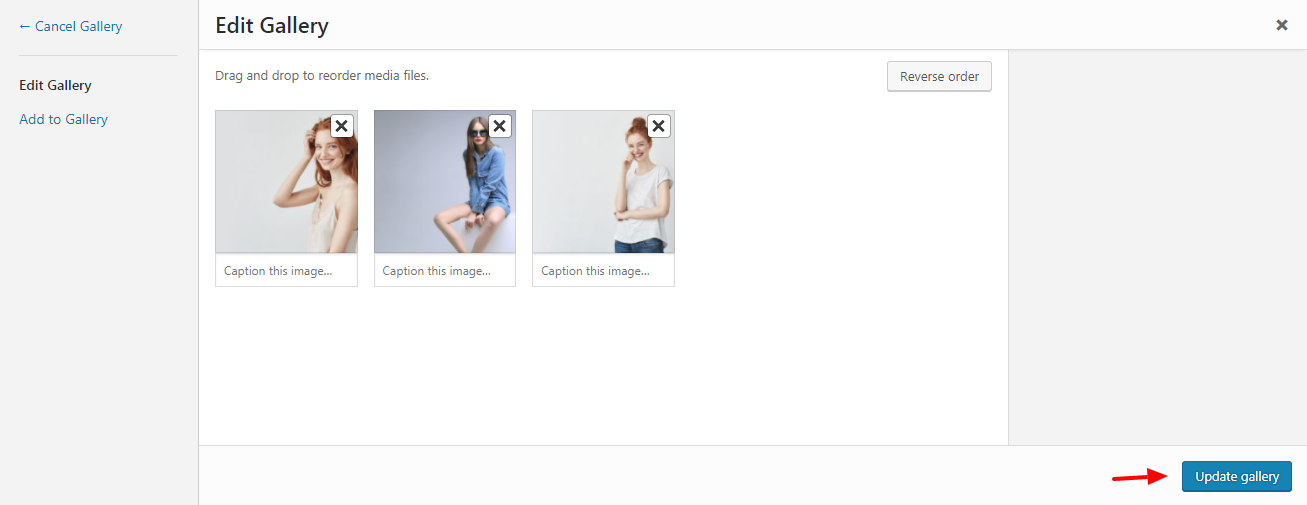 ← Cancel Gallery
Edit Gallery
Add to Gallery
Edit Gallery
Drag and drop to reorder media files.
Reverse order
Caption this image...
Caption this image...
Caption this image...
Update gallery